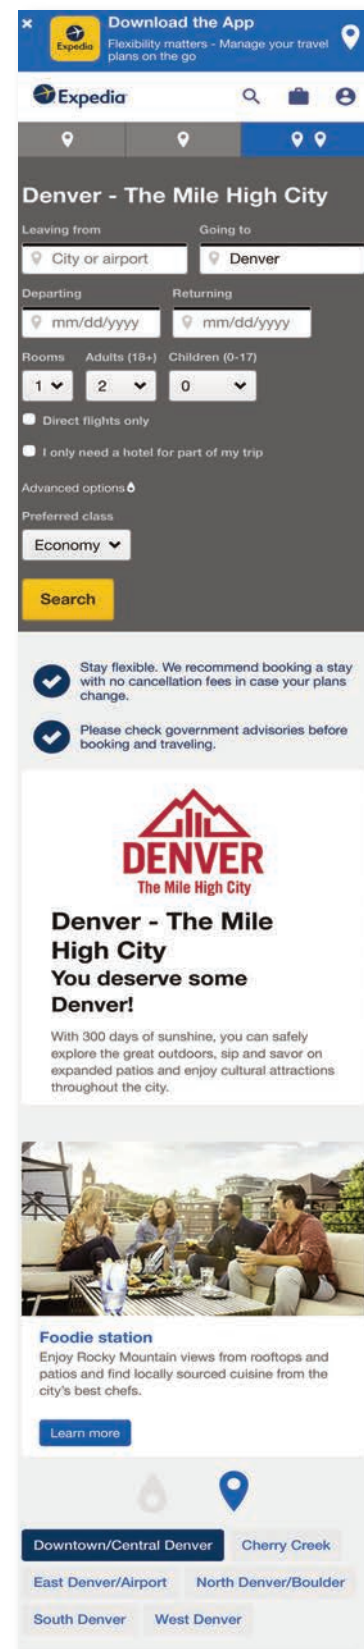 Download the App
Expedia
Flexibility matters - Manage your travel
plans on the go
Expedia
Denver - The Mile High City
Leaving from
Going to
City or airport
Denver
Departing
Returning
mm/dd/yyyy
mm/dd/yyyy
Rooms
Adults (18+)
Children (0-17)
1
2
0
Direct flights only
I only need a hotel for part of my trip
Advanced options
Preferred class
Economy
Search
Stay flexible. We recommend booking a stay
with no cancellation fees in case your plans
change.
Please check government advisories before
booking and traveling.
DENVER
The Mile High City
Denver - The Mile
High City
You deserve some
Denver!
With 300 days of sunshine, you can safely
explore the great outdoors, sip and savor on
expanded patios and enjoy cultural attractions
throughout the city.
Foodie station
Enjoy Rocky Mountain views from rooftops and
patios and find locally sourced cuisine from the
city's best chefs.
Learn more
Downtown/Central Denver
Cherry Creek
East Denver/Airport
North Denver/Boulder
South Denver
West Denver